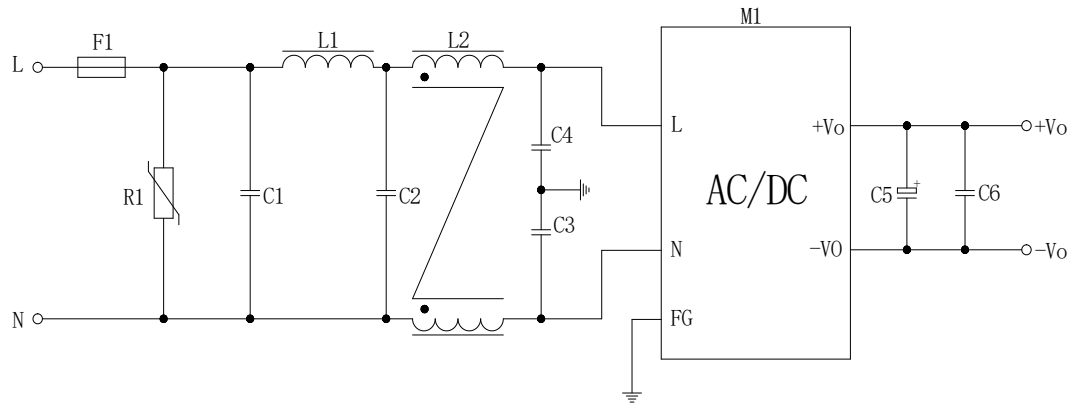 M1
F1
L1
L2
L
L
+Vo
+Vo
C4
R1
C1
C2
AC/DC
C5
+
C6
C3
N
-VO
-Vo
N
FG